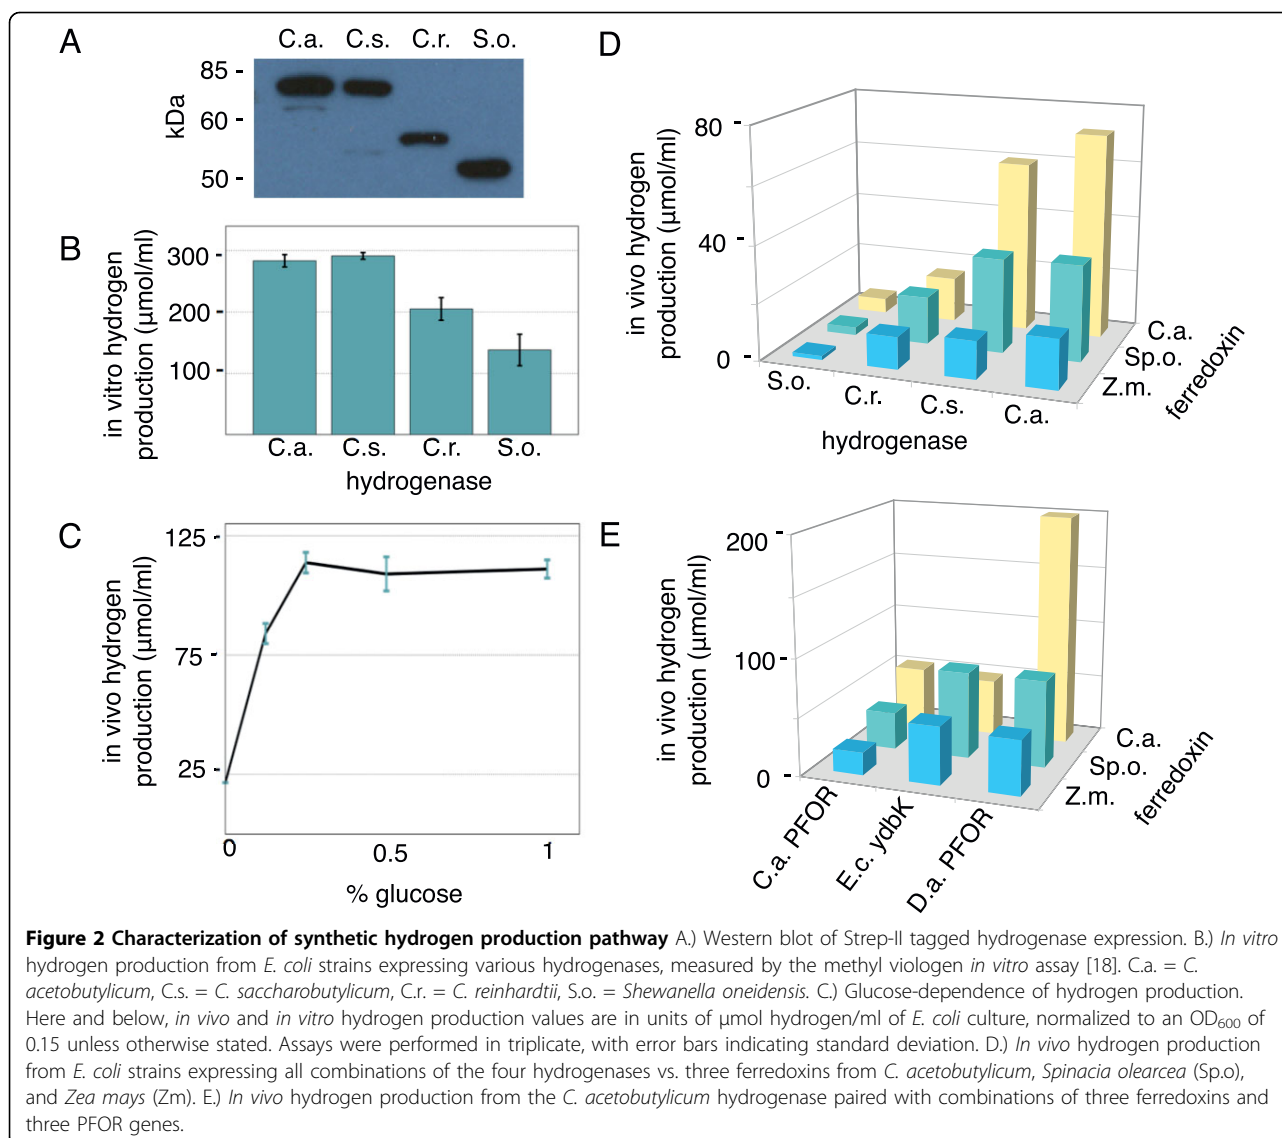 A
C.a. C.s. C.r. S.o.
kDa
85
60
50
B
in vitro hydrogen
production (µmol/ml)
300
200
100
C.a. C.s. C.r. S.o.
hydrogenase
C
in vivo hydrogen
production (µmol/ml)
125
75
25
0 0.5 1
% glucose
D
in vivo hydrogen
production (µmol/ml)
80
40
0
S.o. C.r. C.s. C.a.
hydrogenase
C.a.
Sp.o.
Z.m.
ferredoxin
E
in vivo hydrogen
production (µmol/ml)
200
100
0
C.a. PFOR
E.c. ydbK
D.a. PFOR
C.a.
Sp.o.
Z.m.
ferredoxin
Figure 2 Characterization of synthetic hydrogen production pathway A.) Western blot of Strep-II tagged hydrogenase expression. B.) In vitro
hydrogen production from E. coli strains expressing various hydrogenases, measured by the methyl viologen in vitro assay [18]. C.a. = C.
acetobutylicum, C.s. = C. saccharobutylicum, C.r. = C. reinhardtii, S.o. = Shewanella oneidensis. C.) Glucose-dependence of hydrogen production.
Here and below, in vivo and in vitro hydrogen production values are in units of µmol hydrogen/ml of E. coli culture, normalized to an OD600 of
0.15 unless otherwise stated. Assays were performed in triplicate, with error bars indicating standard deviation. D.) In vivo hydrogen production
from E. coli strains expressing all combinations of the four hydrogenases vs. three ferredoxins from C. acetobutylicum, Spinacia olearcea (Sp.o),
and Zea mays (Zm). E.) In vivo hydrogen production from the C. acetobutylicum hydrogenase paired with combinations of three ferredoxins and
three PFOR genes.